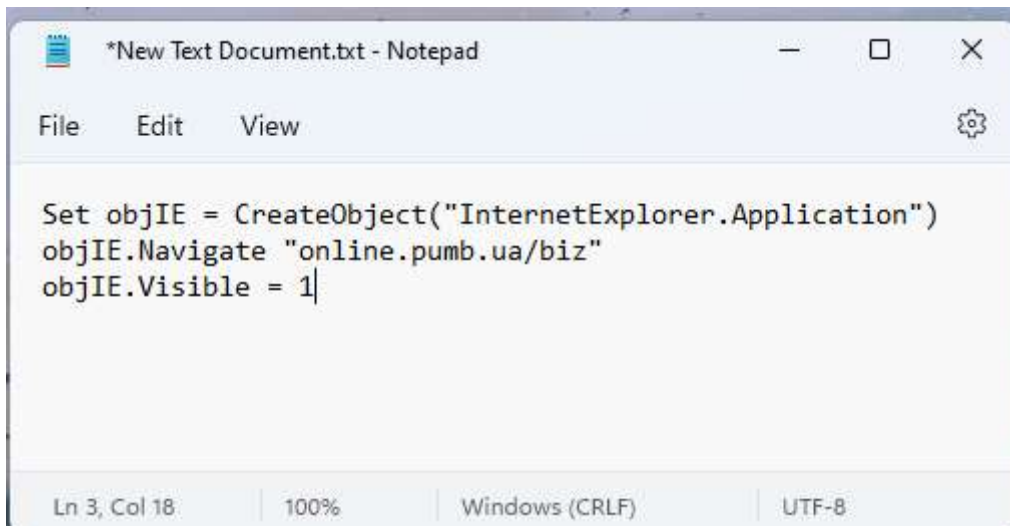 *New Text Document.txt - Notepad
File Edit View
Set objIE = CreateObject("InternetExplorer.Application")
objIE.Navigate "online.pumb.ua/biz"
objIE.Visible = 1
Ln 3, Col 18 100% Windows (CRLF) UTF-8